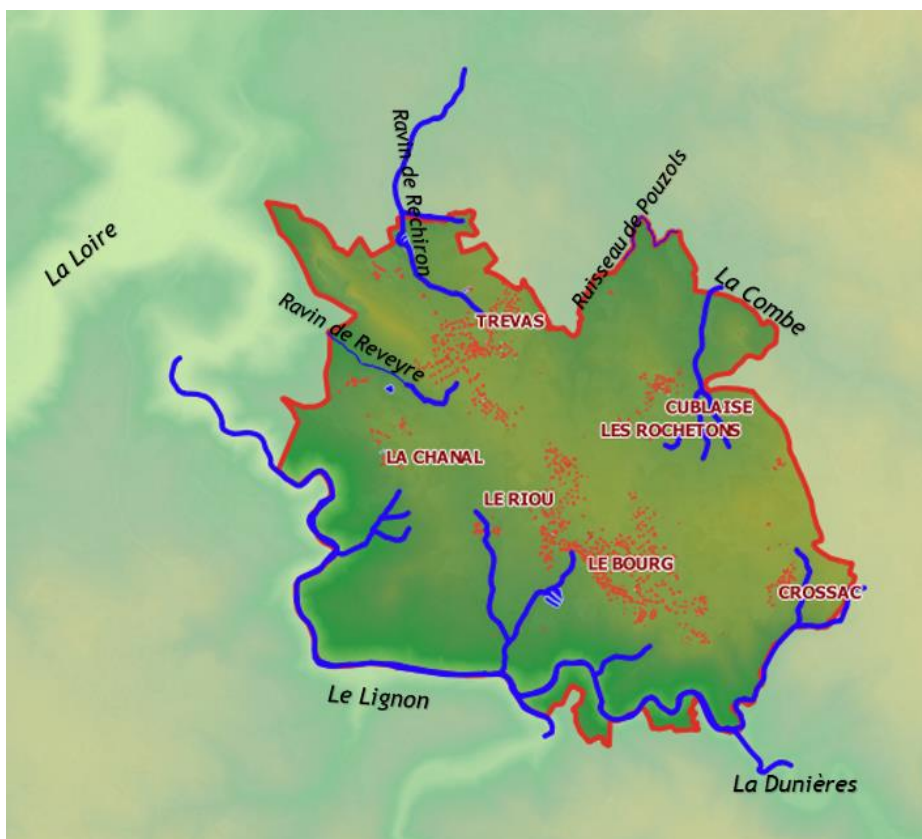 Ravin de Rechiron
La Loire
Ruisseau de Pouzols
La Combe
TREVAS
Ravin de Reveyre
CUBLAISE
LES ROCHETONS
LA CHANAL
LE RIOU
LE BOURG
CROSSAC
Le Lignon
La Dunières